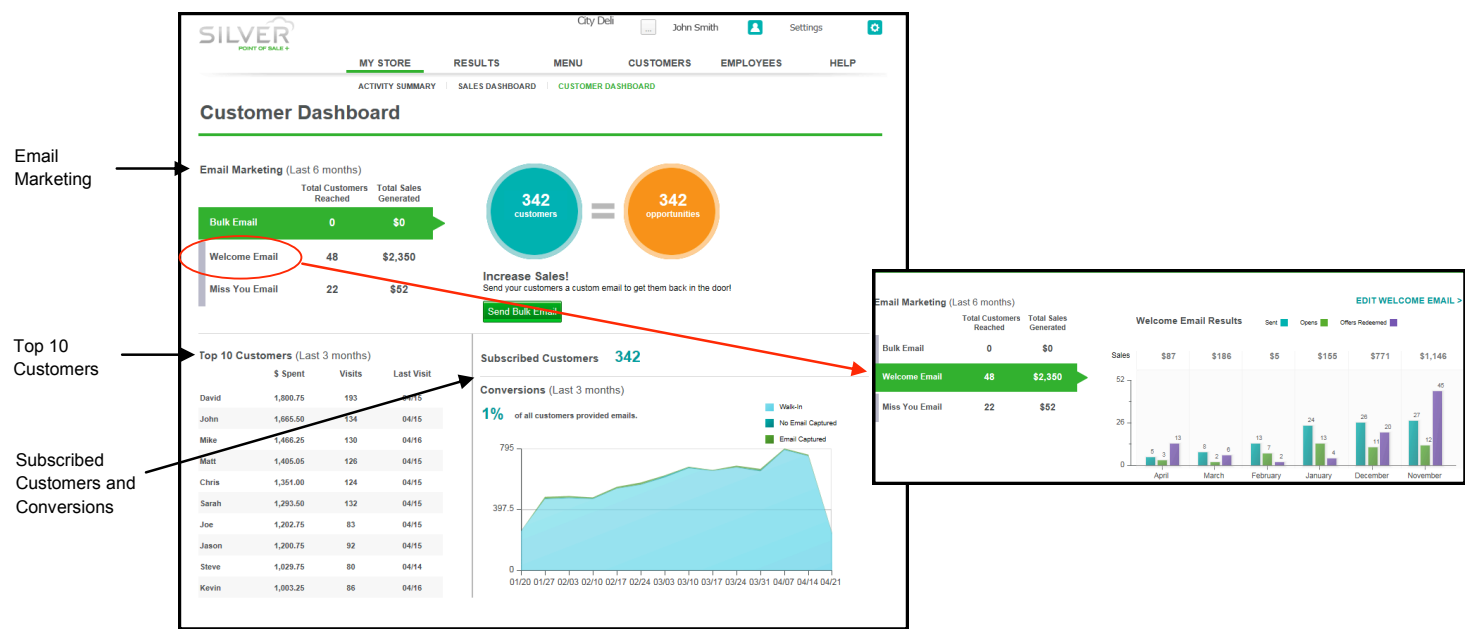 SILVER
POINT OF SALE +
City Deli
John Smith
Settings
MY STORE RESULTS MENU CUSTOMERS EMPLOYEES HELP
ACTIVITY SUMMARY SALES DASHBOARD CUSTOMER DASHBOARD
Customer Dashboard
Email
Marketing
Email Marketing (Last 6 months)
Total Customers Total Sales
Reached Generated
Bulk Email 0 $0
Welcome Email 48 $2,350
Miss You Email 22 $52
342
customers
=
342
opportunities
Increase Sales!
Send your customers a custom email to get them back in the door!
Send Bulk Email
Top 10
Customers
Top 10 Customers (Last 3 months)
$ Spent Visits Last Visit
David 1,800.75 193 04/15
John 1,665.50 134 04/15
Mike 1,466.25 130 04/16
Matt 1,405.05 126 04/15
Chris 1,351.00 124 04/15
Sarah 1,293.50 132 04/15
Joe 1,202.75 83 04/15
Jason 1,200.75 92 04/15
Steve 1,029.75 80 04/14
Kevin 1,003.25 86 04/16
Subscribed
Customers and
Conversions
Subscribed Customers 342
Conversions (Last 3 months)
1% of all customers provided emails.
Walk-In
No Email Captured
Email Captured
795
397.5
0
01/20 01/27 02/03 02/10 02/17 02/24 03/03 03/10 03/17 03/24 03/31 04/07 04/14 04/21
Email Marketing (Last 6 months)
Total Customers Total Sales
Reached Generated
Bulk Email 0 $0
Welcome Email 48 $2,350
Miss You Email 22 $52
EDIT WELCOME EMAIL >
Welcome Email Results Sent Opens Offers Redeemed
Sales $87 $186 $5 $155 $771 $1,146
52
26
0
5 3 13
8 2 6
13 7 2
24 13 4
26 11 20
27 12 45
April March February January December November